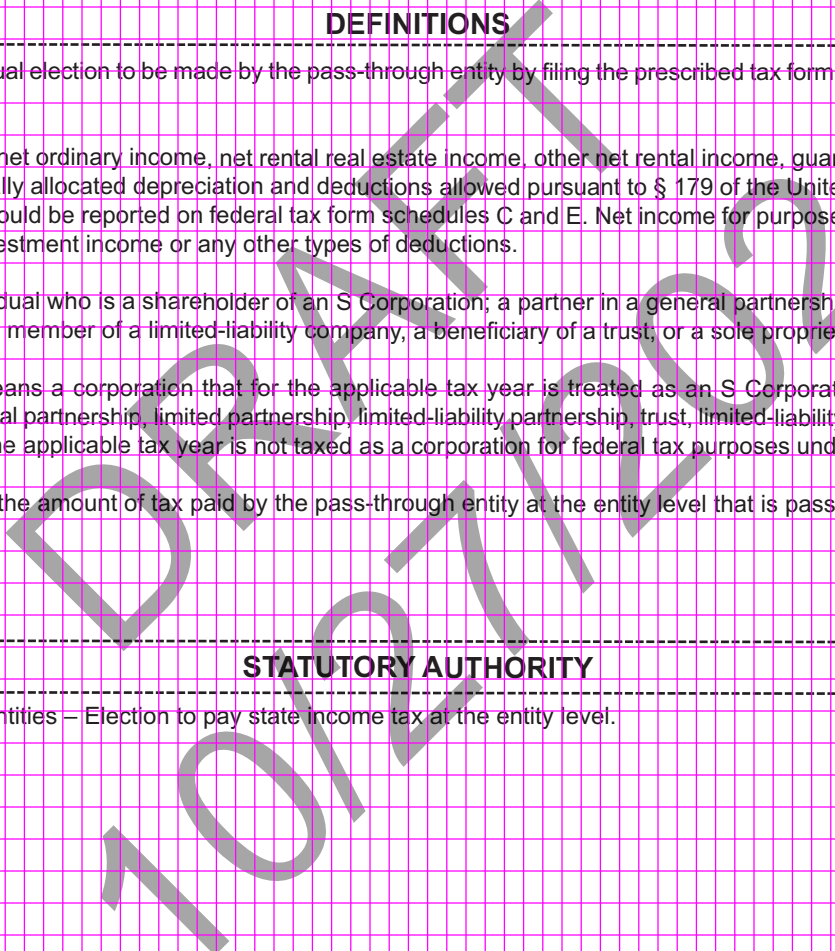 DEFINITIONS
ual election to be made by the pass-through entity by filing the prescribed tax form
net ordinary income, net rental real estate income, other net rental income, guar
lly allocated depreciation and deductions allowed pursuant to § 179 of the Unite
ould be reported on federal tax form schedules C and E. Net income for purpose
estment income or any other types of deductions.
dual who is a shareholder of an S Corporation; a partner in a general partnersh
member of a limited-liability company, a beneficiary of a trust; or a sole proprie
eans a corporation that for the applicable tax year is treated as an S Corporat
al partnership, limited partnership, limited-liability partnership, trust, limited-liabilit
ne applicable tax year is not taxed as a corporation for federal tax purposes und
the amount of tax paid by the pass-through entity at the entity level that is pass
STATUTORY AUTHORITY
ntities – Election to pay state income tax at the entity level.
DRAFT
10/27/202